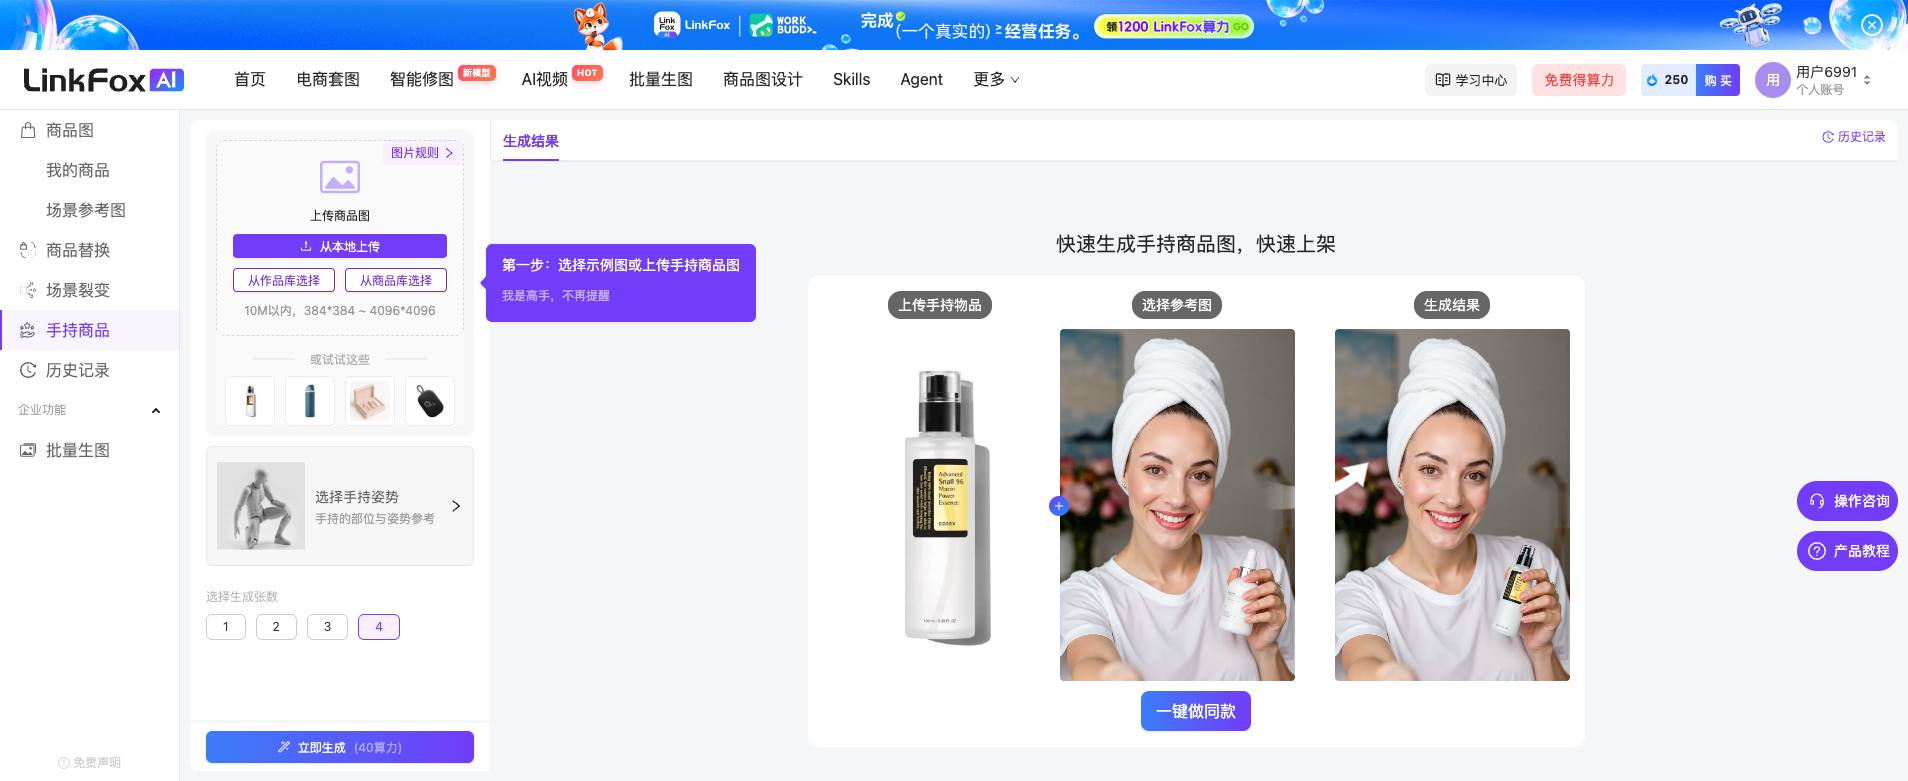 Link Fox AI LinkFox WORK BUDD>_ 完成 (一个真实的) 经营任务。 领1200 LinkFox算力 GO
LinkFox AI 首页 电商套图 智能修图 新模型 AI视频 HOT 批量生图 商品图设计 Skills Agent 更多 学习中心 免费得算力 250 购买 用 用户6991
个人账号
商品图
我的商品
场景参考图
商品替换
场景裂变
手持商品
历史记录
企业功能
批量生图
免责声明
图片规则
上传商品图
从本地上传
从作品库选择 从商品库选择
10M以内，384*384 ~ 4096*4096
或试试这些
选择手持姿势
手持的部位与姿势参考
选择生成张数
1 2 3 4
立即生成 (40算力)
生成结果 历史记录
第一步：选择示例图或上传手持商品图
我是高手，不再提醒
快速生成手持商品图，快速上架
上传手持物品 选择参考图 生成结果
Advanced
Snail 96
Mucin
Power
Essence
COSRX
一键做同款
操作咨询
产品教程